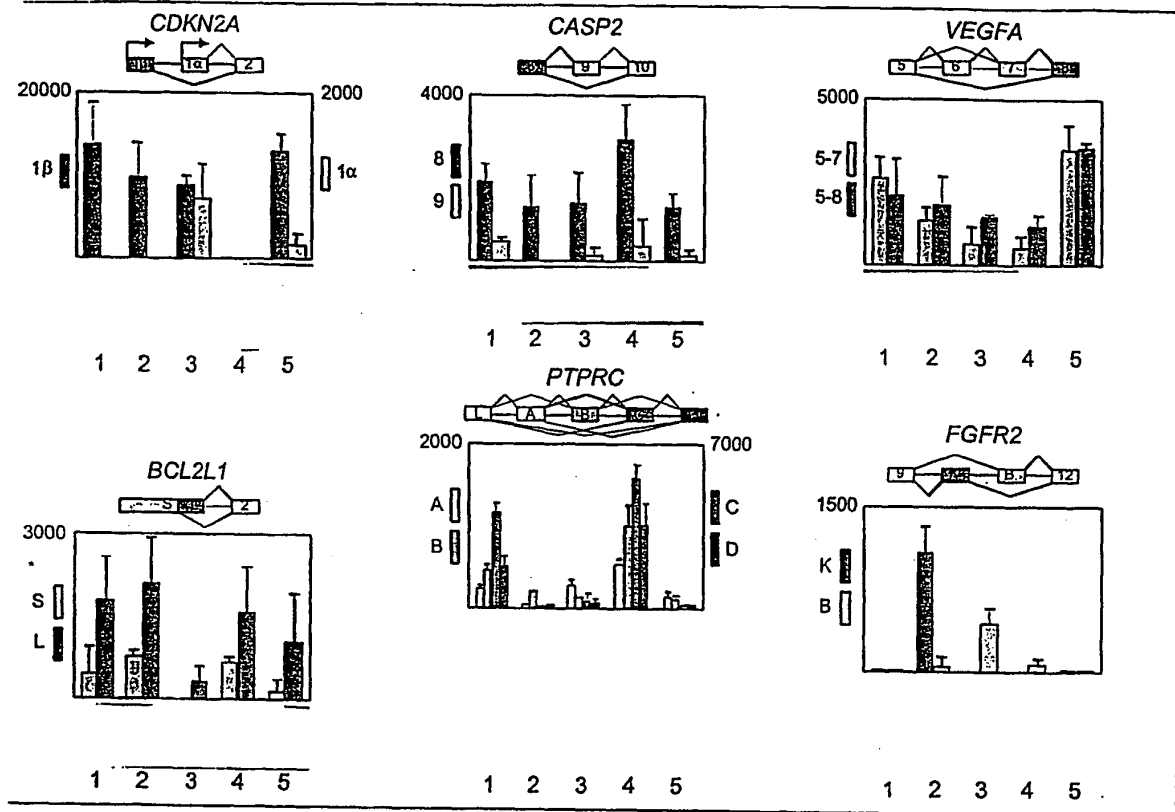 CDKN2A
1α 2
20000 2000
1β 1α
1 2 3 4 5
CASP2
9 10
4000
8
9
1 2 3 4 5
VEGFA
5 6 7
5000
5-7
5-8
1 2 3 4 5
BCL2L1
S 2
3000
S
L
1 2 3 4 5
PTPRC
L A B
2000 7000
A C
B D
1 2 3 4 5
FGFR2
9 B 12
1500
K
B
1 2 3 4 5